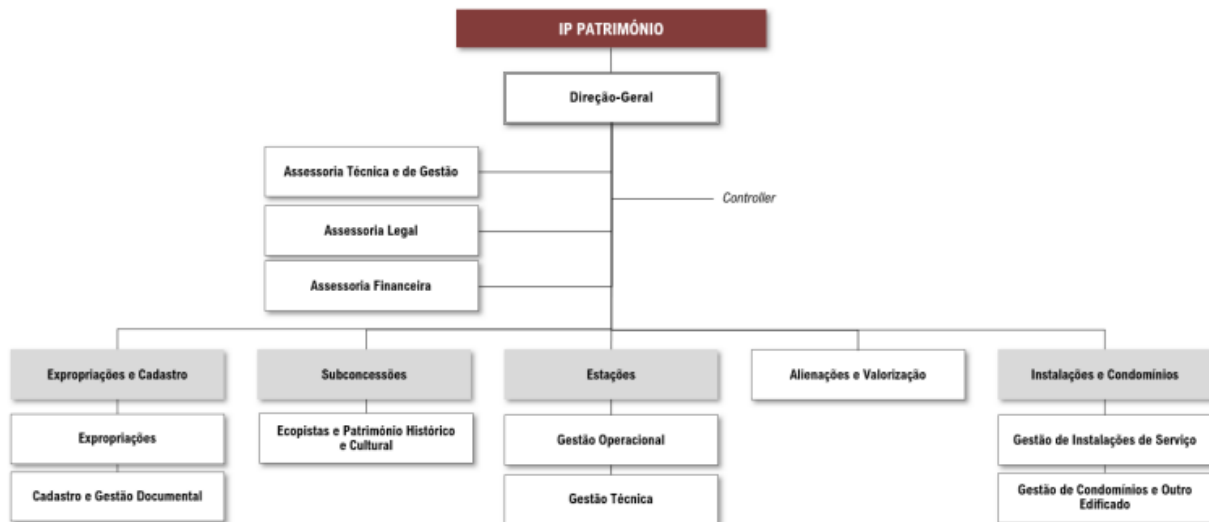 IP PATRIMÓNIO
Direção-Geral
Assessoria Técnica e de Gestão
Controller
Assessoria Legal
Assessoria Financeira
Expropriações e Cadastro
Subconcessões
Estações
Alienações e Valorização
Instalações e Condomínios
Expropriações
Ecopistas e Património Histórico
e Cultural
Gestão Operacional
Gestão de Instalações de Serviço
Cadastro e Gestão Documental
Gestão Técnica
Gestão de Condomínios e Outro
Edificado